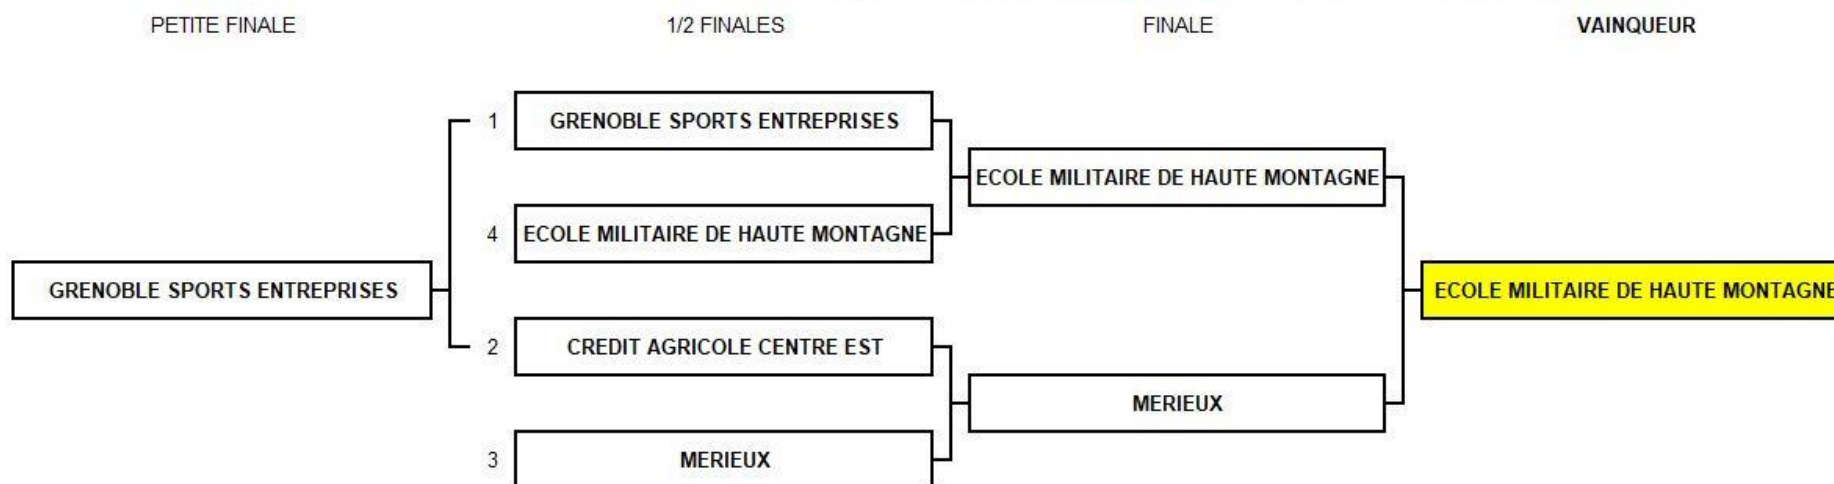 PETITE FINALE
1/2 FINALES
FINALE
VAINQUEUR
1
GRENOBLE SPORTS ENTREPRISES
ECOLE MILITAIRE DE HAUTE MONTAGNE
4
ECOLE MILITAIRE DE HAUTE MONTAGNE
GRENOBLE SPORTS ENTREPRISES
ECOLE MILITAIRE DE HAUTE MONTAGNE
2
CREDIT AGRICOLE CENTRE EST
MERIEUX
3
MERIEUX